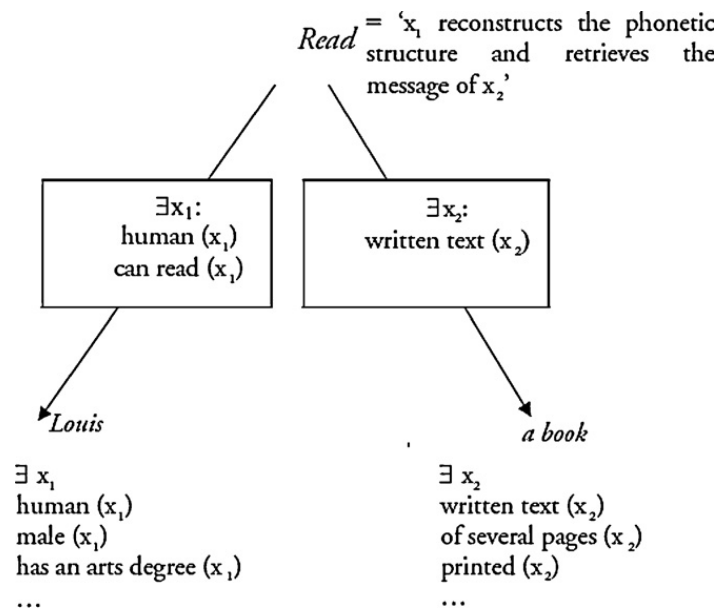 Read = ‘x₁ reconstructs the phonetic
structure and retrieves the
message of x₂’
∃x₁:
human (x₁)
can read (x₁)
∃x₂:
written text (x₂)
Louis
∃ x₁
human (x₁)
male (x₁)
has an arts degree (x₁)
...
a book
∃ x₂
written text (x₂)
of several pages (x₂)
printed (x₂)
...